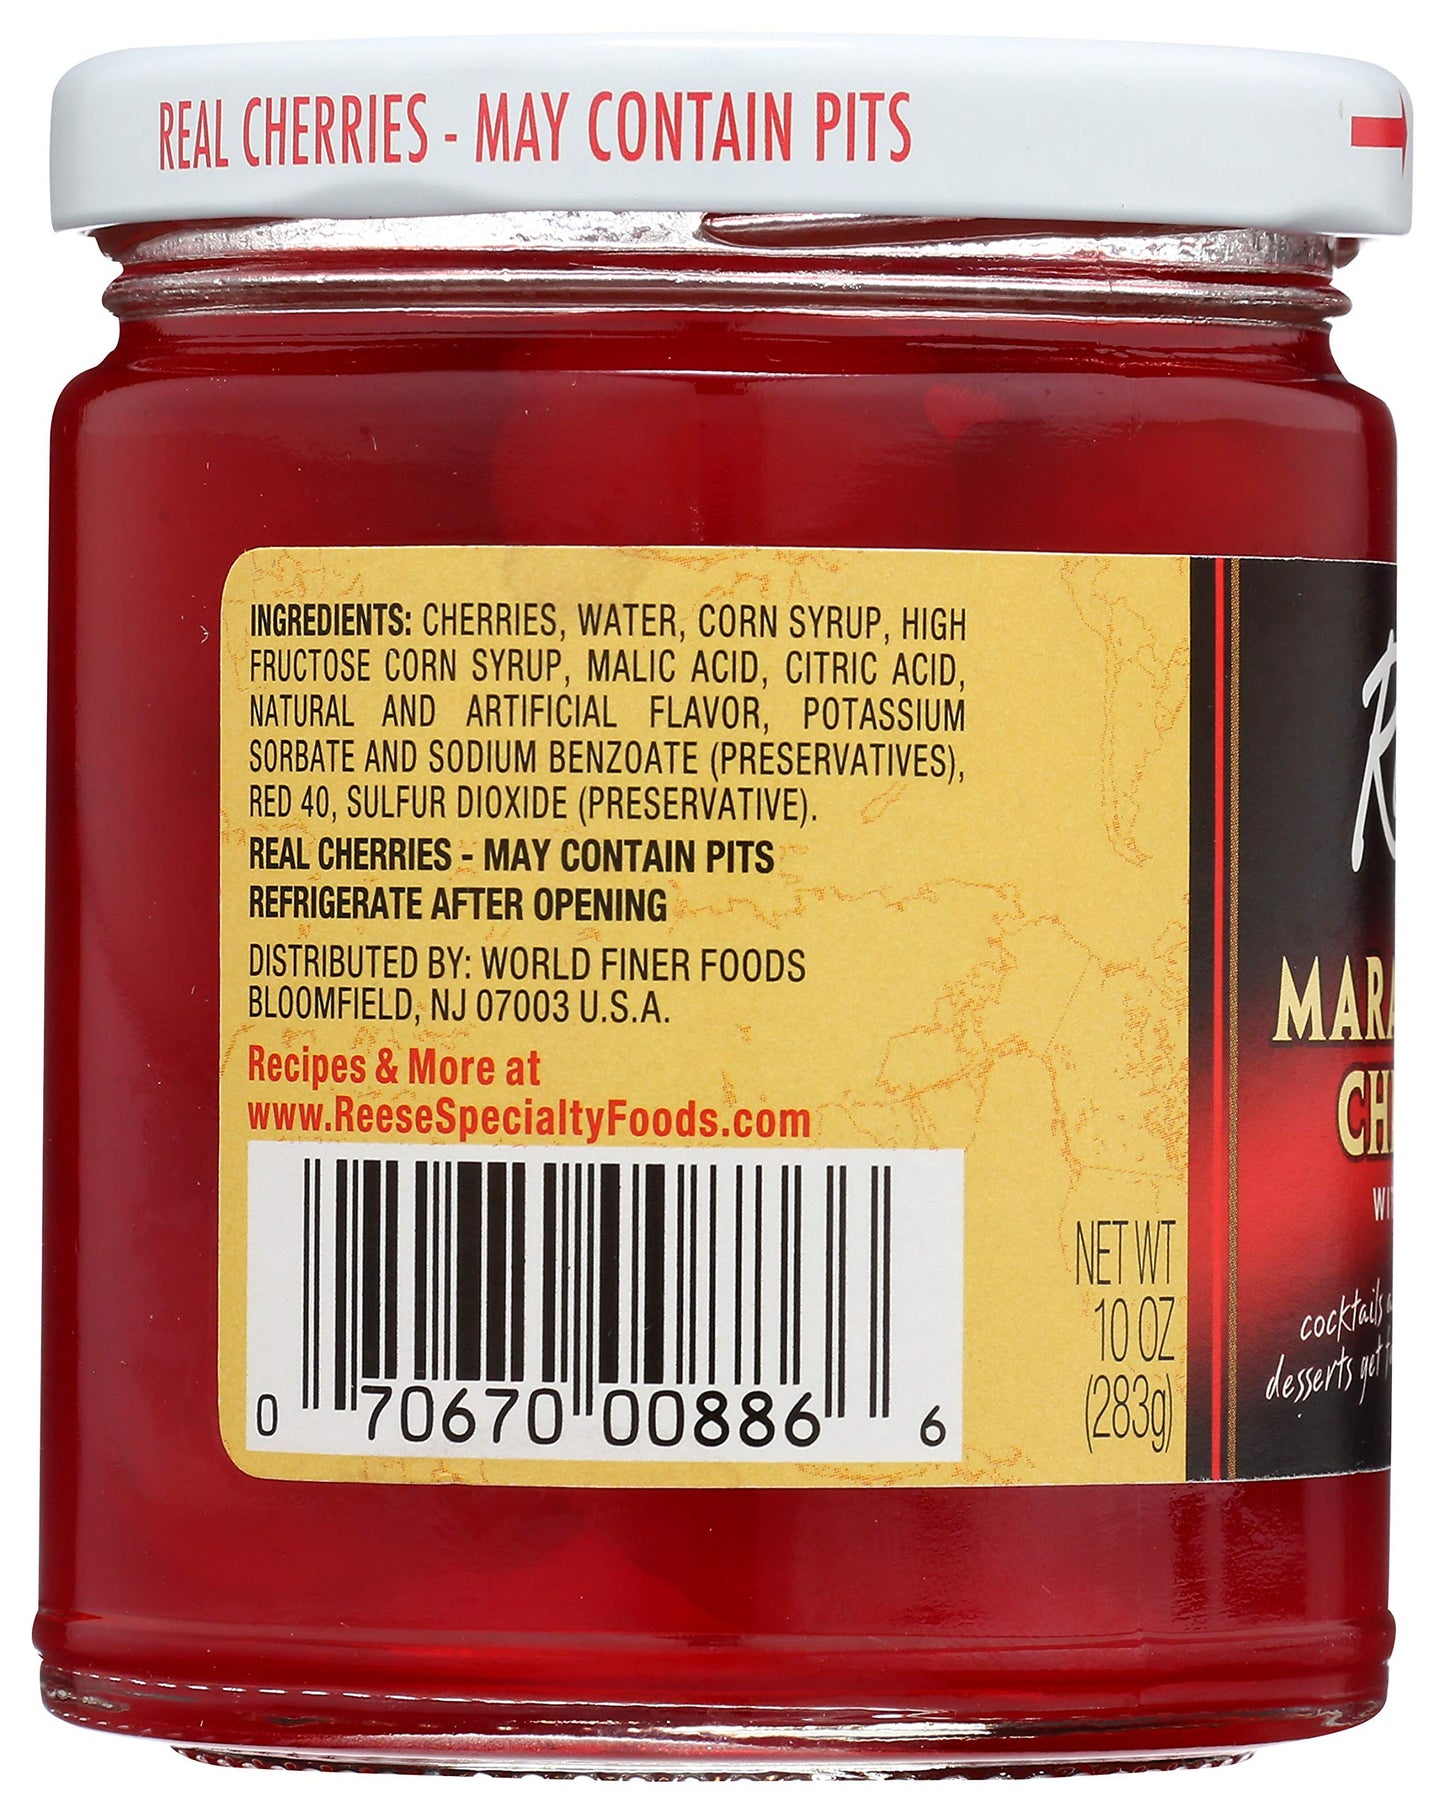 REAL CHERRIES - MAY CONTAIN PITS
INGREDIENTS: CHERRIES, WATER, CORN SYRUP, HIGH
FRUCTOSE CORN SYRUP, MALIC ACID, CITRIC ACID,
NATURAL AND ARTIFICIAL FLAVOR, POTASSIUM
SORBATE AND SODIUM BENZOATE (PRESERVATIVES),
RED 40, SULFUR DIOXIDE (PRESERVATIVE).
REAL CHERRIES - MAY CONTAIN PITS
REFRIGERATE AFTER OPENING
DISTRIBUTED BY: WORLD FINER FOODS
BLOOMFIELD, NJ 07003 U.S.A.
Recipes & More at
www.ReeseSpecialtyFoods.com
0 70670 00886 6
NET WT
10 OZ
(283g)
cocktails
desserts get